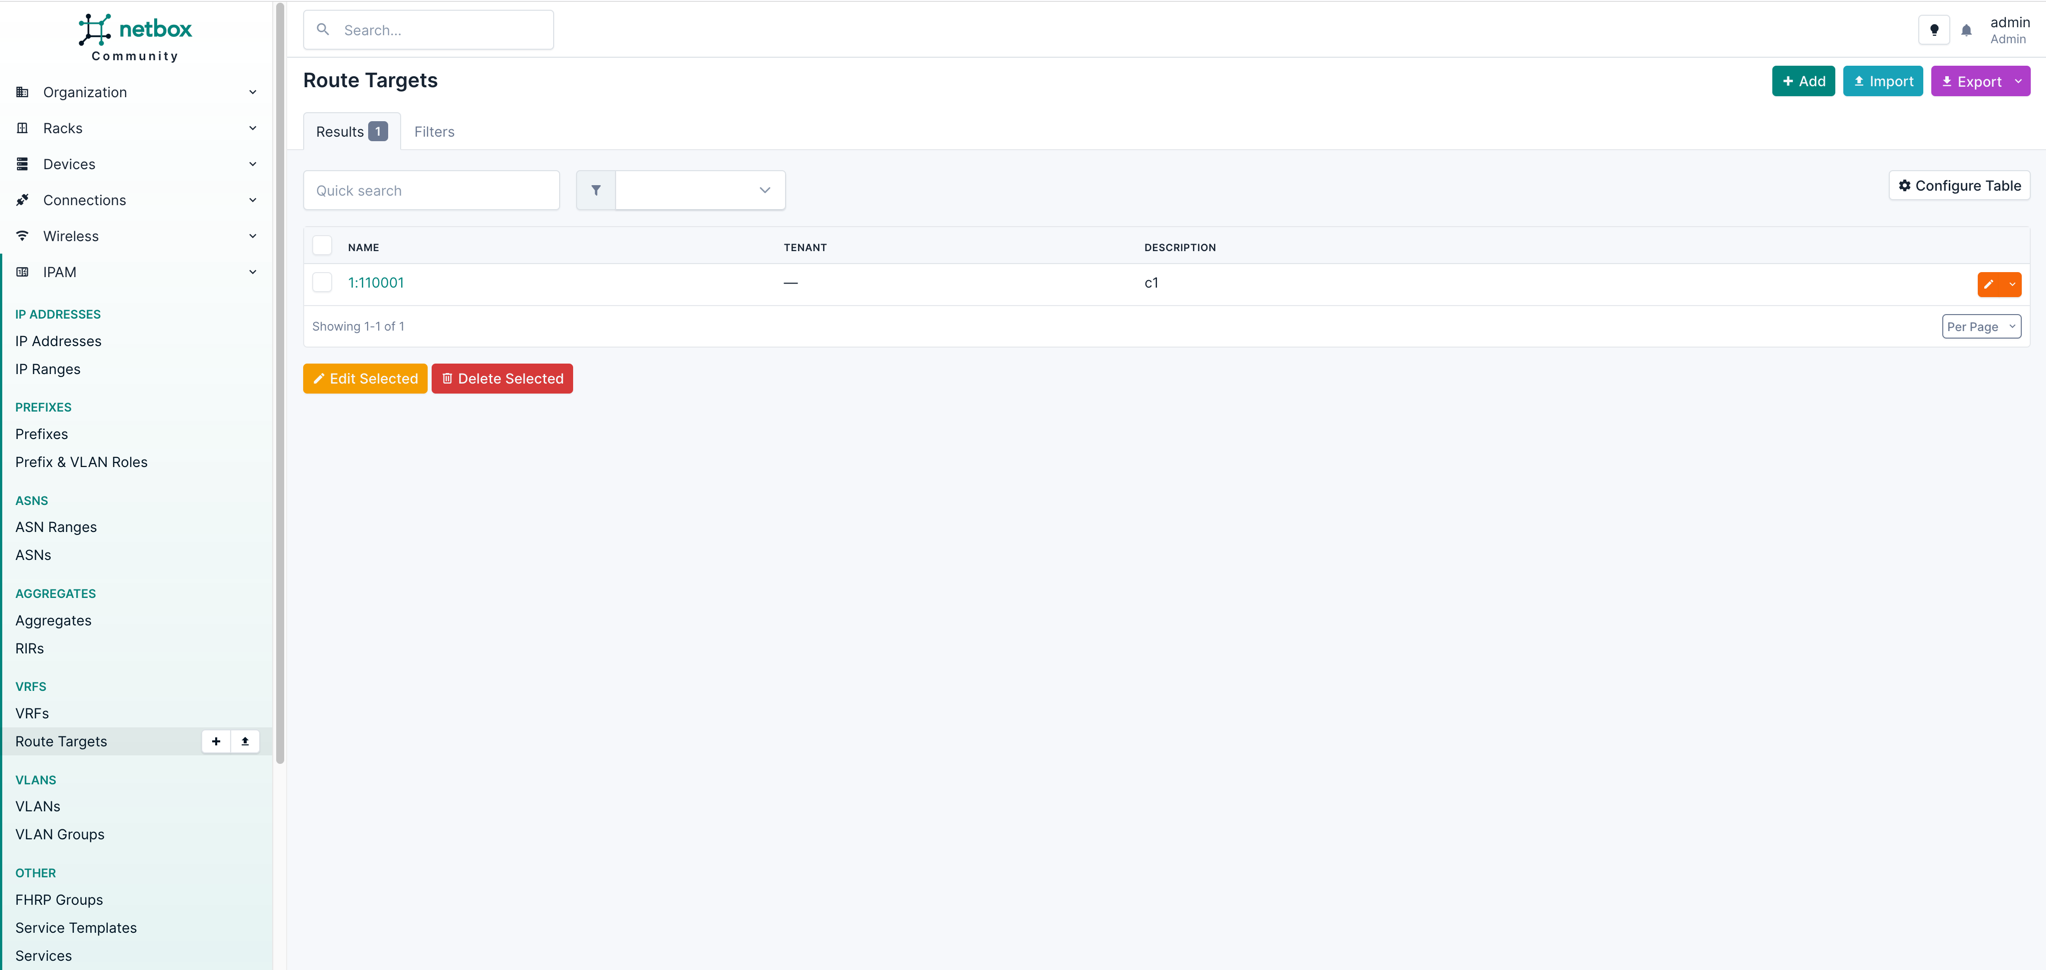 netbox
Community
Search...
admin
Admin
Organization
Racks
Devices
Connections
Wireless
IPAM
IP ADDRESSES
IP Addresses
IP Ranges
PREFIXES
Prefixes
Prefix & VLAN Roles
ASNS
ASN Ranges
ASNs
AGGREGATES
Aggregates
RIRs
VRFS
VRFs
Route Targets
VLANS
VLANs
VLAN Groups
OTHER
FHRP Groups
Service Templates
Services
Route Targets
+ Add
Import
Export
Results 1
Filters
Quick search
Configure Table
NAME TENANT DESCRIPTION
1:110001 — c1
Showing 1-1 of 1
Per Page
Edit Selected
Delete Selected